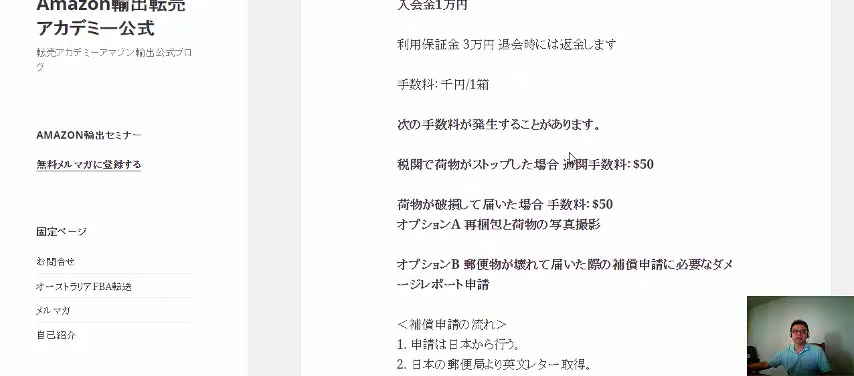 Amazon輸出転売
アカデミー公式
転売アカデミーアマゾン輸出公式ブロ
グ
AMAZON輸出セミナー
無料メルマガに登録する
固定ページ
お問合せ
オーストラリアFBA転送
メルマガ
自己紹介
入会金1万円
利用保証金 3万円 退会時には返金します
手数料: 千円/1箱
次の手数料が発生することがあります。
税関で荷物がストップした場合 通関手数料: $50
荷物が破損して届いた場合 手数料: $50
オプションA 再梱包と荷物の写真撮影
オプションB 郵便物が壊れて届いた際の補償申請に必要なダメ
ージレポート申請
＜補償申請の流れ＞
1. 申請は日本から行う。
2. 日本の郵便局より英文レター取得。